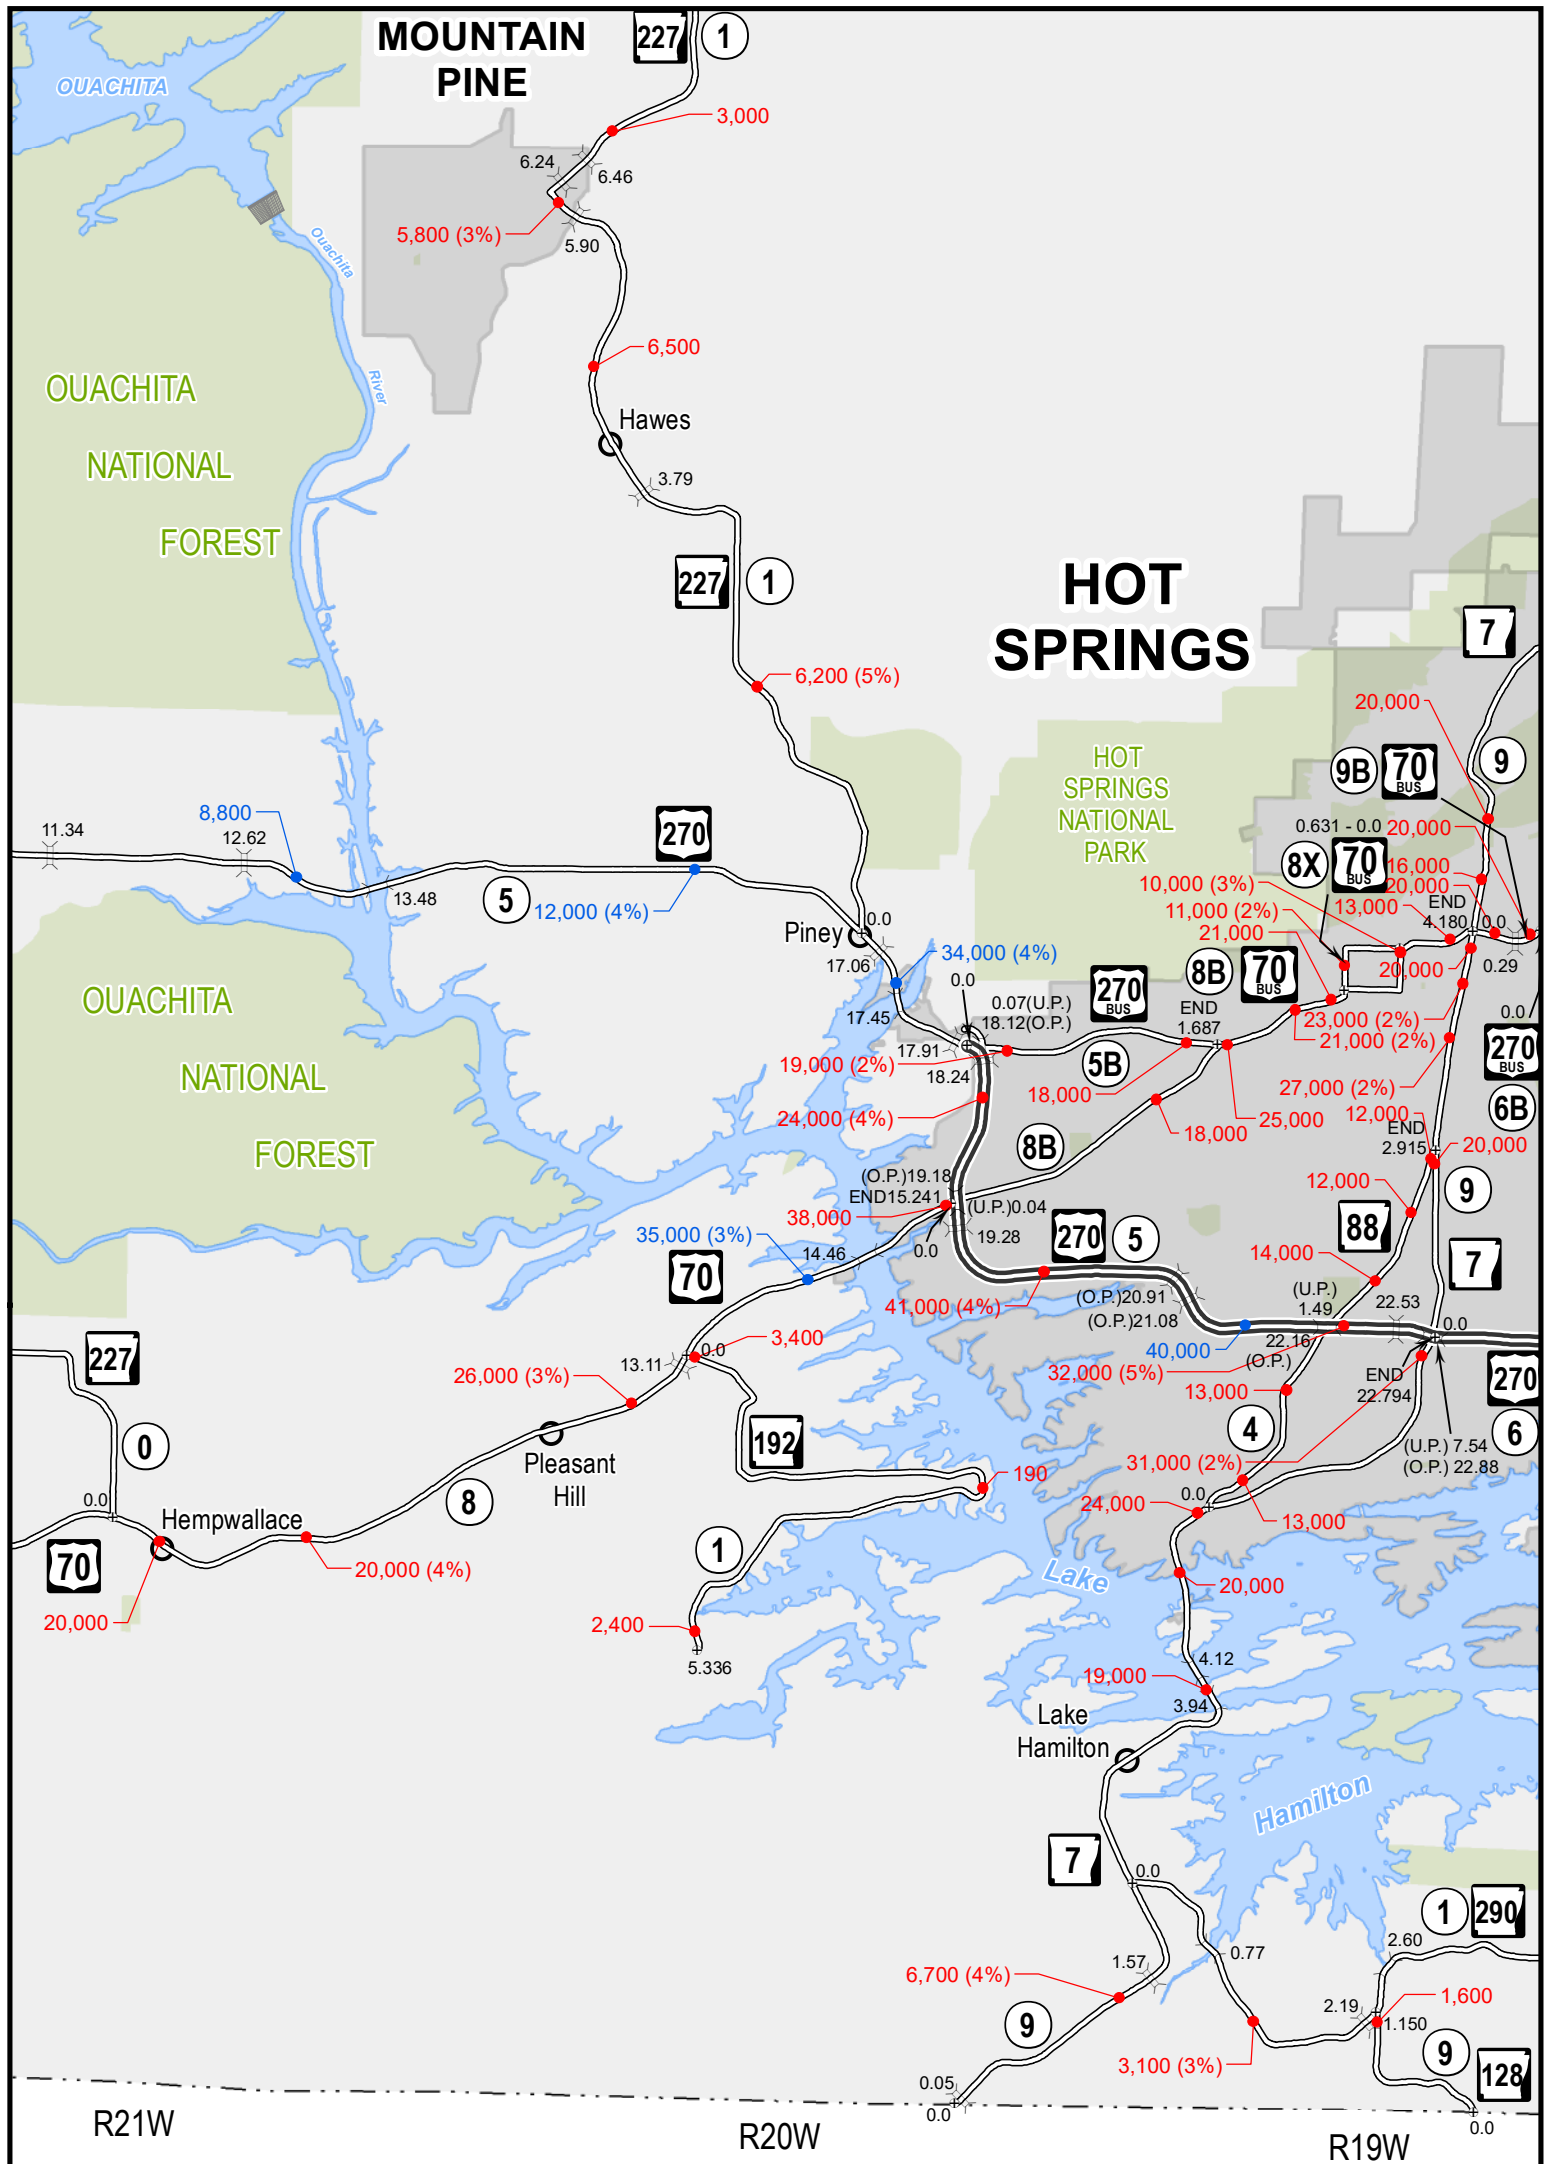 MOUNTAIN
PINE
227
1
OUACHITA
3,000
6.24
6.46
5,800 (3%)
5.90
Ouachita
River
6,500
OUACHITA
NATIONAL
FOREST
Hawes
3.79
227
1
HOT
SPRINGS
7
6,200 (5%)
20,000
HOT
SPRINGS
NATIONAL
PARK
9B
70
BUS
9
8,800
11.34
12.62
270
0.631 - 0.0
20,000
8X
70
BUS
16,000
20,000
10,000 (3%)
END
13.48
5
12,000 (4%)
11,000 (2%)
13,000
4.180
0.0
0.0
Piney
21,000
34,000 (4%)
17.06
20,000
0.29
0.0
8B
70
BUS
270
BUS
OUACHITA
NATIONAL
FOREST
17.45
0.07(U.P.)
18.12(O.P.)
END
1.687
23,000 (2%)
0.0
21,000 (2%)
17.91
19,000 (2%)
18.24
5B
270
BUS
27,000 (2%)
18,000
24,000 (4%)
6B
12,000
END
2.915
20,000
25,000
18,000
8B
(O.P.)19.18
END15.241
(U.P.)0.04
9
12,000
38,000
88
35,000 (3%)
14.46
0.0
19.28
270
5
7
70
14,000
41,000 (4%)
(O.P.)20.91
(O.P.)21.08
(U.P.)
1.49
22.53
0.0
227
3,400
0.0
13.11
40,000
22.16
(O.P.)
32,000 (5%)
END
22.794
270
26,000 (3%)
13,000
0
192
4
6
(U.P.) 7.54
(O.P.) 22.88
Pleasant
Hill
31,000 (2%)
190
8
0.0
0.0
24,000
13,000
Hempwallace
1
70
20,000 (4%)
Lake
20,000
20,000
2,400
5.336
4.12
19,000
3.94
Lake
Hamilton
Hamilton
7
0.0
1
290
2.60
0.77
1.57
6,700 (4%)
2.19
1,600
1.150
9
9
3,100 (3%)
128
0.05
0.0
0.0
R21W
R20W
R19W